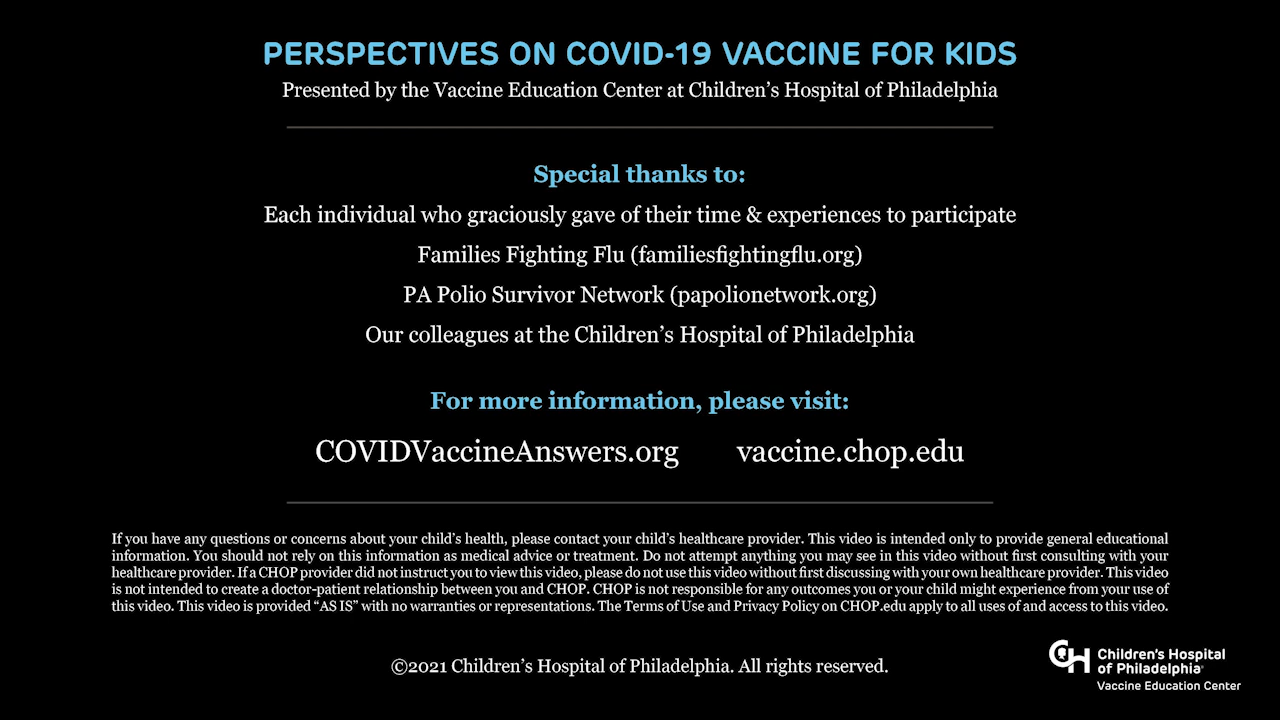 PERSPECTIVES ON COVID-19 VACCINE FOR KIDS
Presented by the Vaccine Education Center at Children’s Hospital of Philadelphia
Special thanks to:
Each individual who graciously gave of their time & experiences to participate
Families Fighting Flu (familiesfightingflu.org)
PA Polio Survivor Network (papolionetwork.org)
Our colleagues at the Children’s Hospital of Philadelphia
For more information, please visit:
COVIDVaccineAnswers.org vaccine.chop.edu
If you have any questions or concerns about your child’s health, please contact your child’s healthcare provider. This video is intended only to provide general educational
information. You should not rely on this information as medical advice or treatment. Do not attempt anything you may see in this video without first consulting with your
healthcare provider. If a CHOP provider did not instruct you to view this video, please do not use this video without first discussing with your own healthcare provider. This video
is not intended to create a doctor-patient relationship between you and CHOP. CHOP is not responsible for any outcomes you or your child might experience from your use of
this video. This video is provided “AS IS” with no warranties or representations. The Terms of Use and Privacy Policy on CHOP.edu apply to all uses of and access to this video.
©2021 Children’s Hospital of Philadelphia. All rights reserved.
CH Children’s Hospital
of Philadelphia
Vaccine Education Center